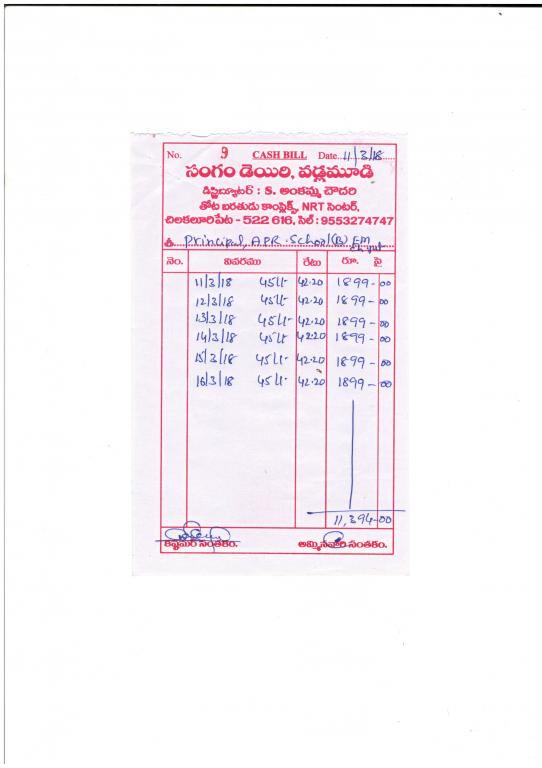 No. 9 CASH BILL Date..11/3/18.....
సంగం డెయిరి, వడ్లమూడి
డిస్ట్రిబ్యూటర్ : S. అంకమ్మ చౌదరి
తోట బరతుడు కాంప్లెక్స్, NRT సెంటర్,
చిలకలూరిపేట - 522 616, సెల్ : 9553274747
శ్రీ. Principal, APR. School (B) EM
నెం. వివరము రేటు రూ. పై
11/3/18 45 Lt 42.20 1899-00
12/3/18 45 Lt 42.20 1899-00
13/3/18 45 Lt 42.20 1899-00
14/3/18 45 Lt 42.20 1899-00
15/3/18 45 Lt 42.20 1899-00
16/3/18 45 Lt 42.20 1899-00
11,394-00
కస్టమర్ సంతకం. అమ్మినవారి సంతకం.